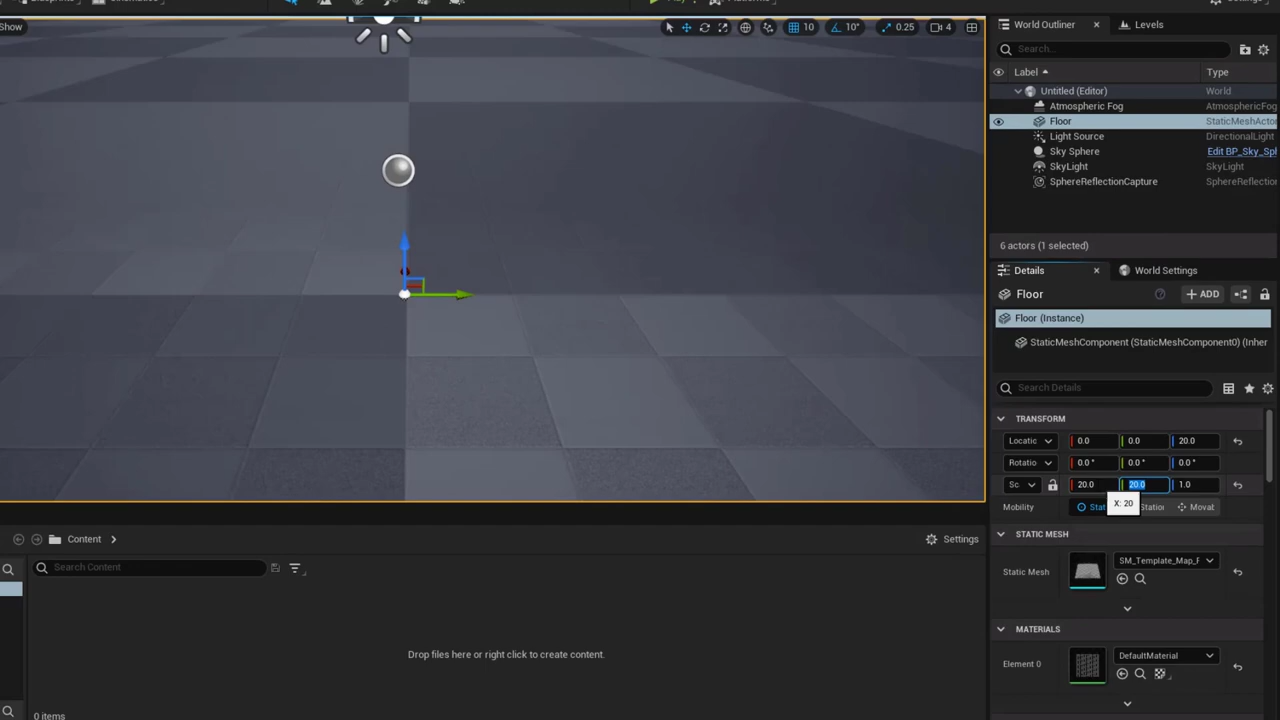 Show
10
10°
0.25
4
World Outliner
Levels
Search...
Label
Type
Untitled (Editor)
World
Atmospheric Fog
AtmosphericFog
Floor
StaticMeshActo
Light Source
DirectionalLight
Sky Sphere
Edit BP_Sky_Sph
SkyLight
SkyLight
SphereReflectionCapture
SphereReflection
6 actors (1 selected)
Details
World Settings
Floor
+ ADD
Floor (Instance)
StaticMeshComponent (StaticMeshComponent0) (Inher
Search Details
TRANSFORM
Locatic
0.0
0.0
20.0
Rotatio
0.0 °
0.0 °
0.0 °
Sc
20.0
20.0
1.0
X: 20
Mobility
Stat
Statior
Movat
STATIC MESH
Static Mesh
SM_Template_Map_F
MATERIALS
Element 0
DefaultMaterial
Content
Settings
Search Content
Drop files here or right click to create content.
0 items